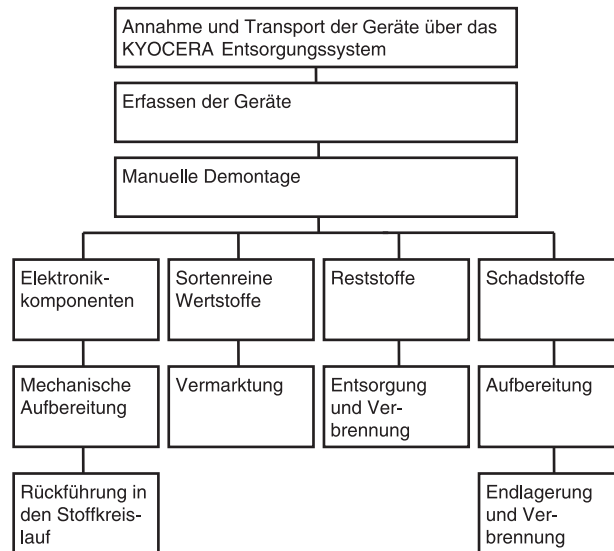 Annahme und Transport der Geräte über das
KYOCERA Entsorgungssystem
Erfassen der Geräte
Manuelle Demontage
Elektronik-
komponenten
Sortenreine
Wertstoffe
Reststoffe
Schadstoffe
Mechanische
Aufbereitung
Vermarktung
Entsorgung
und Ver-
brennung
Aufbereitung
Rückführung in
den Stoffkreis-
lauf
Endlagerung
und Ver-
brennung